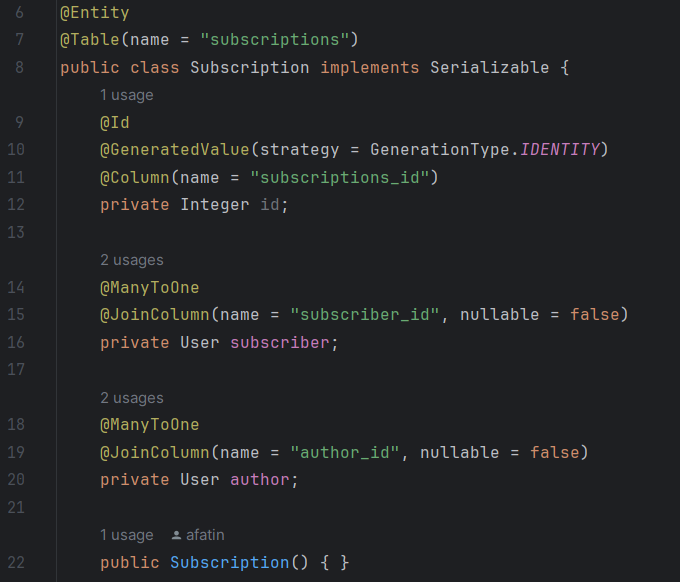 6 @Entity
7 @Table(name = "subscriptions")
8 public class Subscription implements Serializable {
1 usage
9 @Id
10 @GeneratedValue(strategy = GenerationType.IDENTITY)
11 @Column(name = "subscriptions_id")
12 private Integer id;
13
2 usages
14 @ManyToOne
15 @JoinColumn(name = "subscriber_id", nullable = false)
16 private User subscriber;
17
2 usages
18 @ManyToOne
19 @JoinColumn(name = "author_id", nullable = false)
20 private User author;
21
1 usage afatin
22 public Subscription() { }